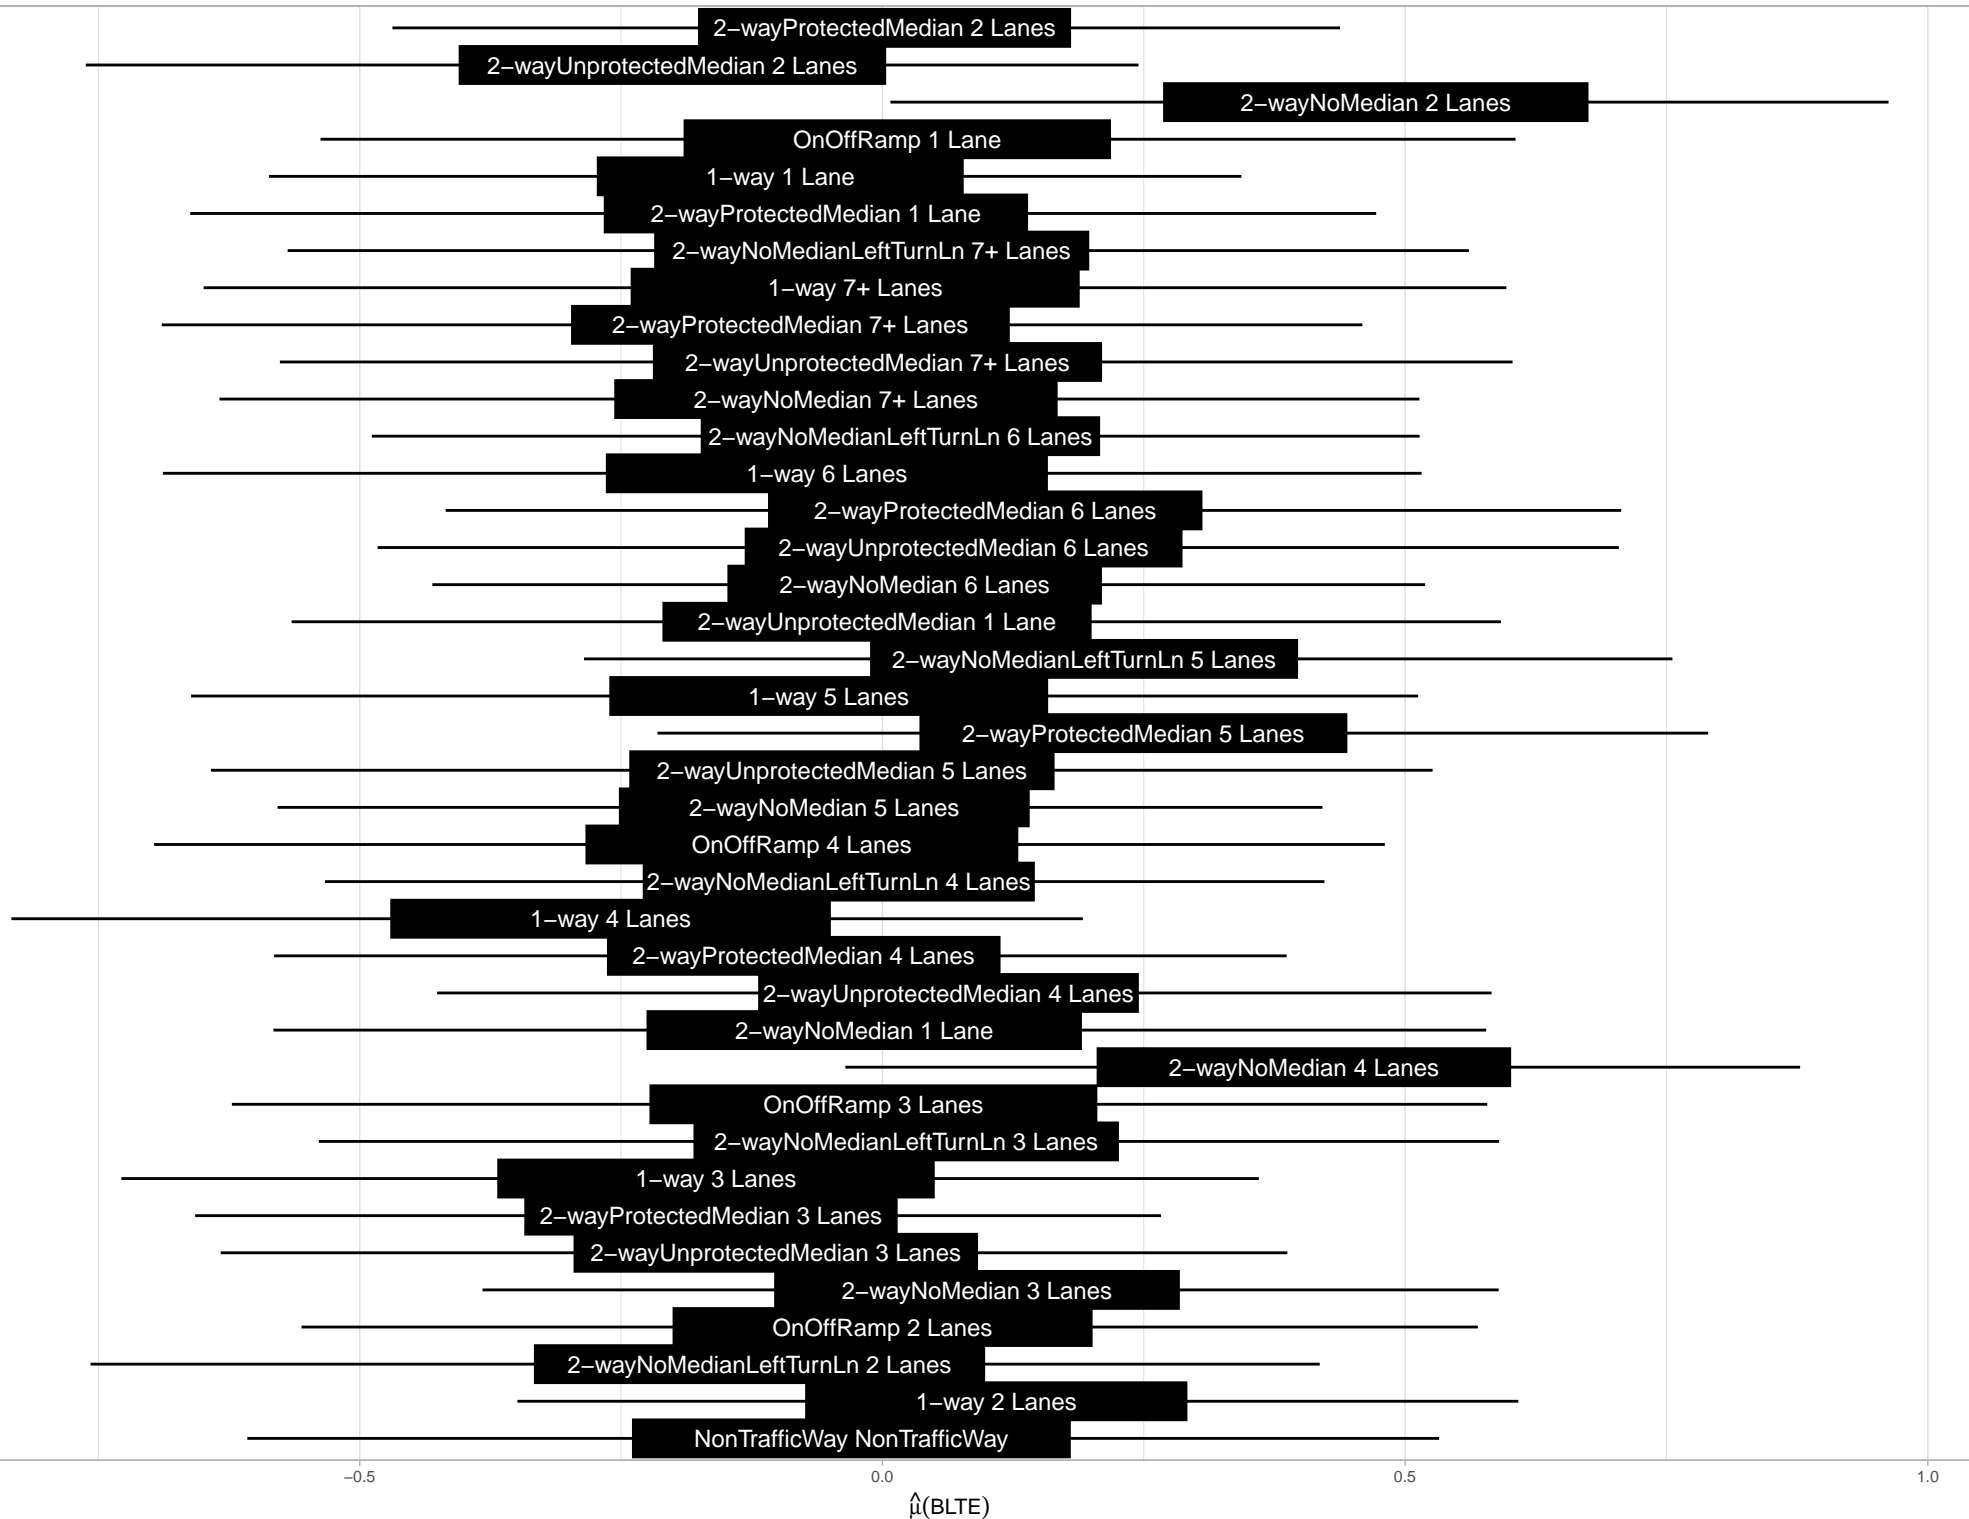 2−wayProtectedMedian 2 Lanes
2−wayUnprotectedMedian 2 Lanes
2−wayNoMedian 2 Lanes
OnOffRamp 1 Lane
1−way 1 Lane
2−wayProtectedMedian 1 Lane
2−wayNoMedianLeftTurnLn 7+ Lanes
1−way 7+ Lanes
2−wayProtectedMedian 7+ Lanes
2−wayUnprotectedMedian 7+ Lanes
2−wayNoMedian 7+ Lanes
2−wayNoMedianLeftTurnLn 6 Lanes
1−way 6 Lanes
2−wayProtectedMedian 6 Lanes
2−wayUnprotectedMedian 6 Lanes
2−wayNoMedian 6 Lanes
2−wayUnprotectedMedian 1 Lane
2−wayNoMedianLeftTurnLn 5 Lanes
1−way 5 Lanes
2−wayProtectedMedian 5 Lanes
2−wayUnprotectedMedian 5 Lanes
2−wayNoMedian 5 Lanes
OnOffRamp 4 Lanes
2−wayNoMedianLeftTurnLn 4 Lanes
1−way 4 Lanes
2−wayProtectedMedian 4 Lanes
2−wayUnprotectedMedian 4 Lanes
2−wayNoMedian 1 Lane
2−wayNoMedian 4 Lanes
OnOffRamp 3 Lanes
2−wayNoMedianLeftTurnLn 3 Lanes
1−way 3 Lanes
2−wayProtectedMedian 3 Lanes
2−wayUnprotectedMedian 3 Lanes
2−wayNoMedian 3 Lanes
OnOffRamp 2 Lanes
2−wayNoMedianLeftTurnLn 2 Lanes
1−way 2 Lanes
NonTrafficWay NonTrafficWay
−0.5 0.0 0.5 1.0
μ̂(BLTE)